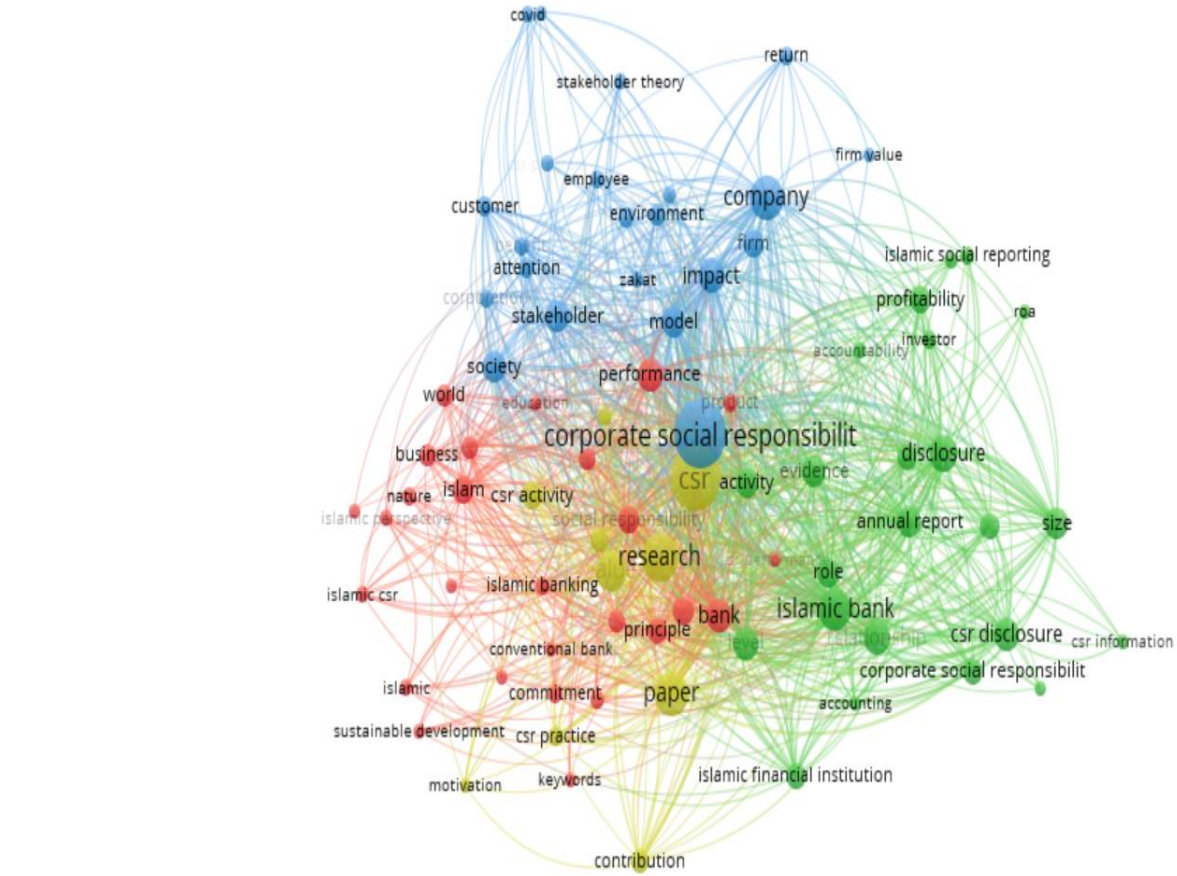 covid
return
stakeholder theory
firm value
employee
company
customer
environment
firm
islamic social reporting
attention
zakat
impact
corporation
profitability
stakeholder
model
roa
investor
accountability
society
performance
world
education
product
corporate social responsibilit
business
disclosure
csr
activity
evidence
nature
islam
csr activity
islamic perspective
social responsibility
annual report
size
research
role
islamic banking
islamic csr
islamic bank
bank
principle
relationship
csr disclosure
level
csr information
conventional bank
corporate social responsibilit
islamic
commitment
paper
accounting
sustainable development
csr practice
islamic financial institution
motivation
keywords
contribution